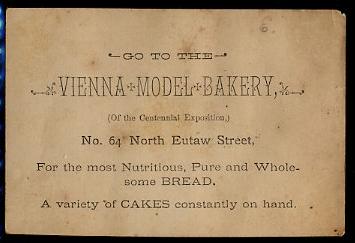 6
GO TO THE
VIENNA MODEL BAKERY,
(Of the Centennial Exposition,)
No. 64 North Eutaw Street,
For the most Nutritious, Pure and Whole-
some BREAD.
A variety of CAKES constantly on hand.